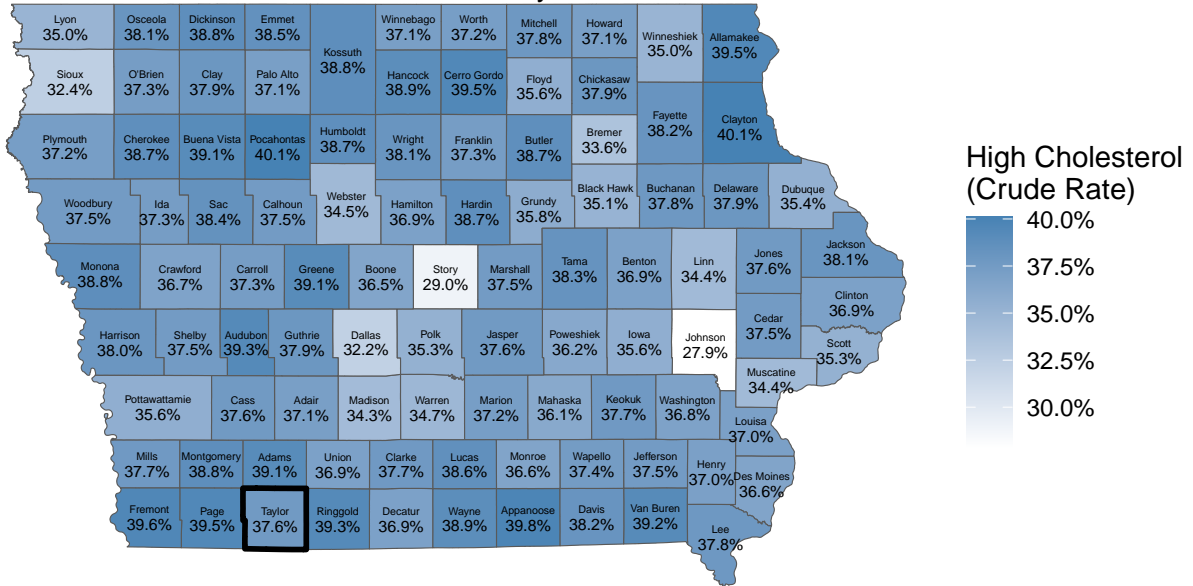 Lyon
35.0%
Osceola
38.1%
Dickinson
38.8%
Emmet
38.5%
Kossuth
38.8%
Winnebago
37.1%
Worth
37.2%
Mitchell
37.8%
Howard
37.1%
Winneshiek
35.0%
Allamakee
39.5%
Sioux
32.4%
O'Brien
37.3%
Clay
37.9%
Palo Alto
37.1%
Hancock
38.9%
Cerro Gordo
39.5%
Floyd
35.6%
Chickasaw
37.9%
Fayette
38.2%
Clayton
40.1%
Plymouth
37.2%
Cherokee
38.7%
Buena Vista
39.1%
Pocahontas
40.1%
Humboldt
38.7%
Wright
38.1%
Franklin
37.3%
Butler
38.7%
Bremer
33.6%
Woodbury
37.5%
Ida
37.3%
Sac
38.4%
Calhoun
37.5%
Webster
34.5%
Hamilton
36.9%
Hardin
38.7%
Grundy
35.8%
Black Hawk
35.1%
Buchanan
37.8%
Delaware
37.9%
Dubuque
35.4%
Monona
38.8%
Crawford
36.7%
Carroll
37.3%
Greene
39.1%
Boone
36.5%
Story
29.0%
Marshall
37.5%
Tama
38.3%
Benton
36.9%
Linn
34.4%
Jones
37.6%
Jackson
38.1%
Clinton
36.9%
Harrison
38.0%
Shelby
37.5%
Audubon
39.3%
Guthrie
37.9%
Dallas
32.2%
Polk
35.3%
Jasper
37.6%
Poweshiek
36.2%
Iowa
35.6%
Johnson
27.9%
Cedar
37.5%
Scott
35.3%
Muscatine
34.4%
Pottawattamie
35.6%
Cass
37.6%
Adair
37.1%
Madison
34.3%
Warren
34.7%
Marion
37.2%
Mahaska
36.1%
Keokuk
37.7%
Washington
36.8%
Louisa
37.0%
Mills
37.7%
Montgomery
38.8%
Adams
39.1%
Union
36.9%
Clarke
37.7%
Lucas
38.6%
Monroe
36.6%
Wapello
37.4%
Jefferson
37.5%
Henry
37.0%
Des Moines
36.6%
Fremont
39.6%
Page
39.5%
Taylor
37.6%
Ringgold
39.3%
Decatur
36.9%
Wayne
38.9%
Appanoose
39.8%
Davis
38.2%
Van Buren
39.2%
Lee
37.8%
High Cholesterol
(Crude Rate)
40.0%
37.5%
35.0%
32.5%
30.0%